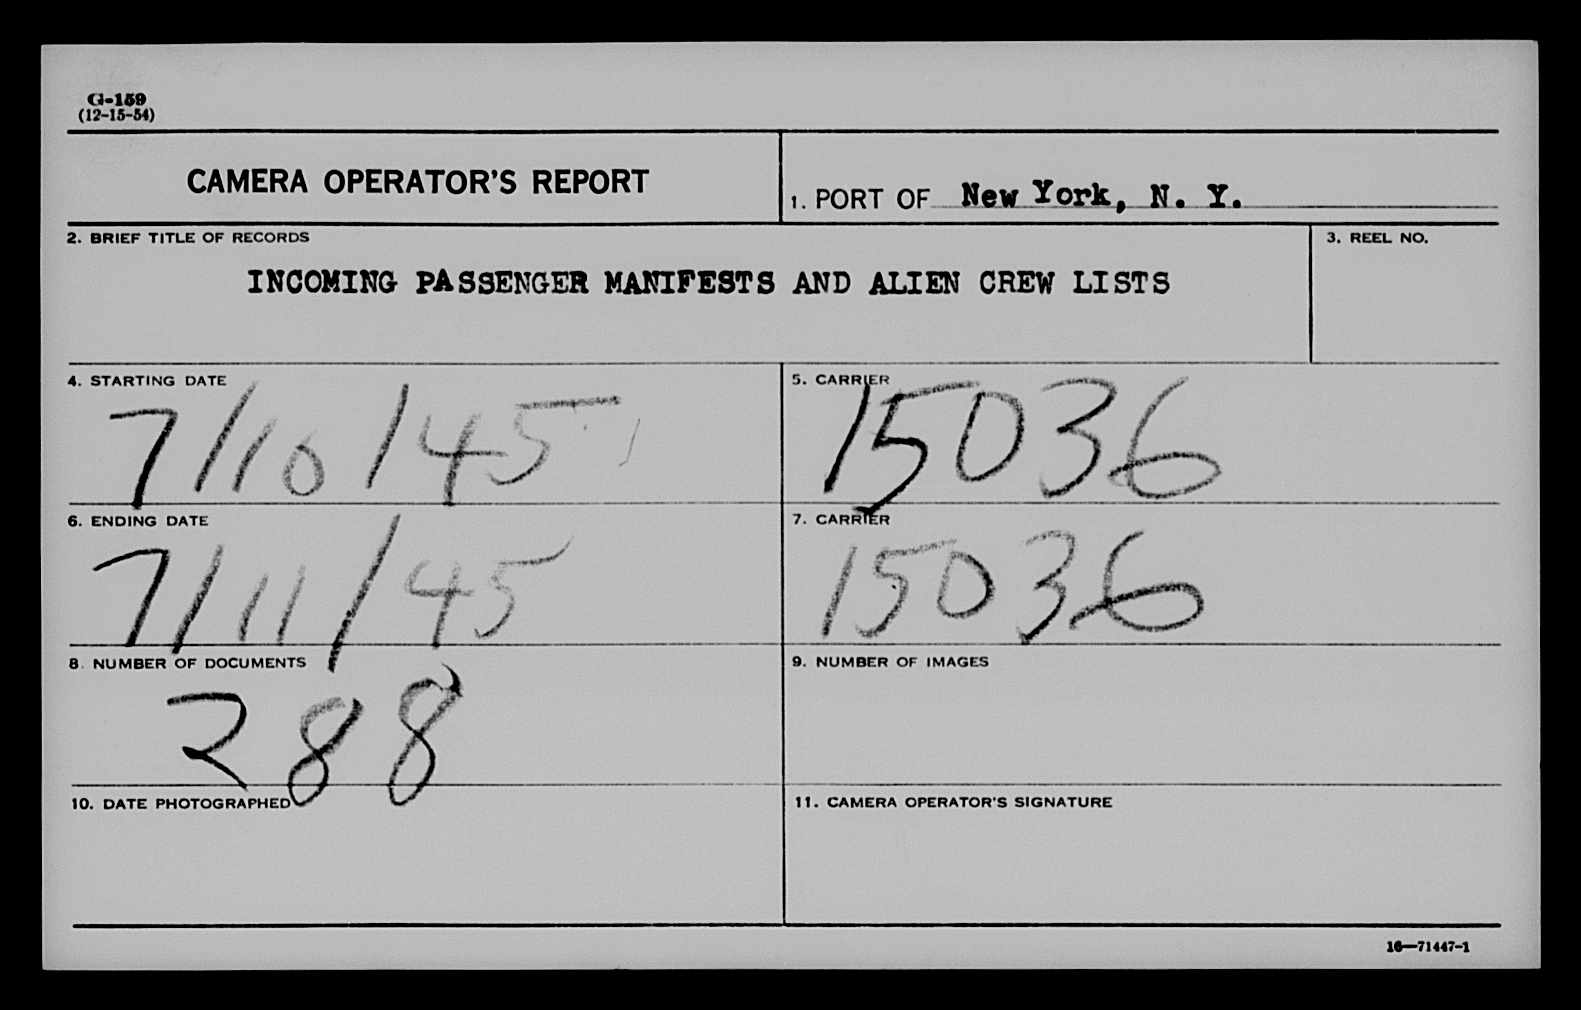 G-159
(12-15-54)
CAMERA OPERATOR'S REPORT
1. PORT OF New York, N. Y.
2. BRIEF TITLE OF RECORDS
INCOMING PASSENGER MANIFESTS AND ALIEN CREW LISTS
3. REEL NO.
4. STARTING DATE
7/10/45
5. CARRIER
15036
6. ENDING DATE
7/11/45
7. CARRIER
15036
8. NUMBER OF DOCUMENTS
288
9. NUMBER OF IMAGES
10. DATE PHOTOGRAPHED
11. CAMERA OPERATOR'S SIGNATURE
16—71447-1